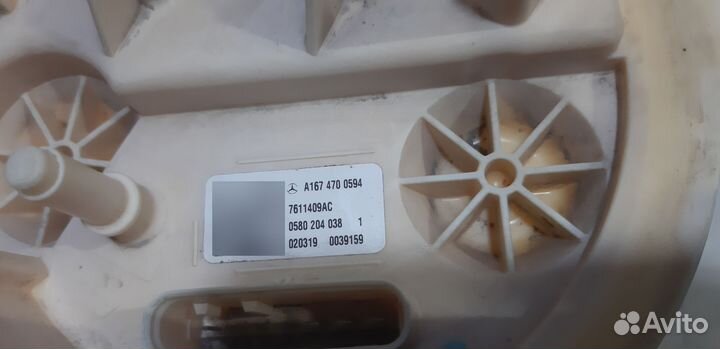 A167 470 0594
7611409AC
0580 204 038 1
020319 0039159
Avito